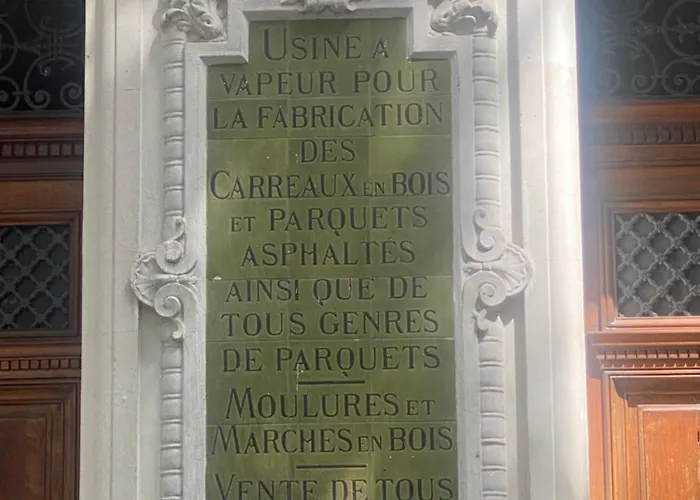 USINE A
VAPEUR POUR
LA FABRICATION
DES
CARREAUX EN BOIS
ET PARQUETS
ASPHALTÉS
AINSI QUE DE
TOUS GENRES
DE PARQUETS
MOULURES ET
MARCHES EN BOIS
VENTE DE TOUS